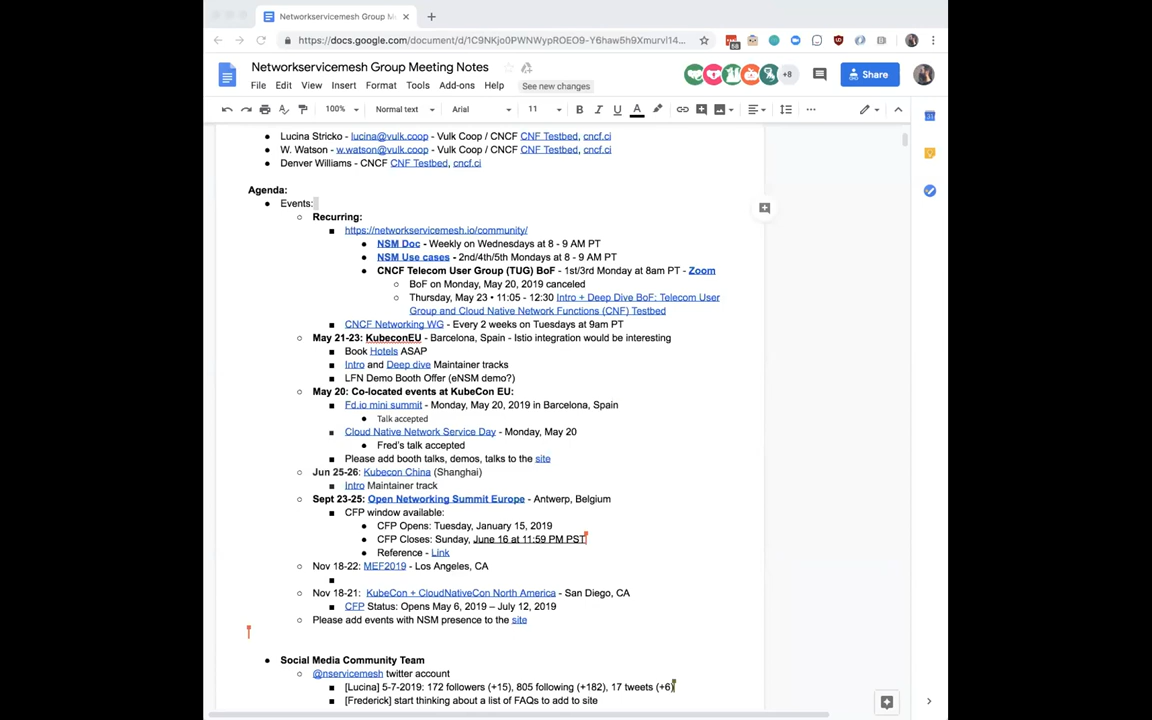 Networkservicemesh Group M
https://docs.google.com/document/d/1C9NKjo0PWNWypROEO9-Y6haw5h9Xmurvl14...
68
Networkservicemesh Group Meeting Notes
+8
Share
File Edit View Insert Format Tools Add-ons Help See new changes
100% Normal text Arial 11 B I U A
Lucina Stricko - lucina@vulk.coop - Vulk Coop / CNCF CNF Testbed, cncf.ci
W. Watson - w.watson@vulk.coop - Vulk Coop / CNCF CNF Testbed, cncf.ci
Denver Williams - CNCF CNF Testbed, cncf.ci
Agenda:
Events:
Recurring:
https://networkservicemesh.io/community/
NSM Doc - Weekly on Wednesdays at 8 - 9 AM PT
NSM Use cases - 2nd/4th/5th Mondays at 8 - 9 AM PT
CNCF Telecom User Group (TUG) BoF - 1st/3rd Monday at 8am PT - Zoom
BoF on Monday, May 20, 2019 canceled
Thursday, May 23 • 11:05 - 12:30 Intro + Deep Dive BoF: Telecom User
Group and Cloud Native Network Functions (CNF) Testbed
CNCF Networking WG - Every 2 weeks on Tuesdays at 9am PT
May 21-23: KubeconEU - Barcelona, Spain - Istio integration would be interesting
Book Hotels ASAP
Intro and Deep dive Maintainer tracks
LFN Demo Booth Offer (eNSM demo?)
May 20: Co-located events at KubeCon EU:
Fd.io mini summit - Monday, May 20, 2019 in Barcelona, Spain
Talk accepted
Cloud Native Network Service Day - Monday, May 20
Fred's talk accepted
Please add booth talks, demos, talks to the site
Jun 25-26: Kubecon China (Shanghai)
Intro Maintainer track
Sept 23-25: Open Networking Summit Europe - Antwerp, Belgium
CFP window available:
CFP Opens: Tuesday, January 15, 2019
CFP Closes: Sunday, June 16 at 11:59 PM PST
Reference - Link
Nov 18-22: MEF2019 - Los Angeles, CA
Nov 18-21: KubeCon + CloudNativeCon North America - San Diego, CA
CFP Status: Opens May 6, 2019 – July 12, 2019
Please add events with NSM presence to the site
Social Media Community Team
@nservicemesh twitter account
[Lucina] 5-7-2019: 172 followers (+15), 805 following (+182), 17 tweets (+6)
[Frederick] start thinking about a list of FAQs to add to site